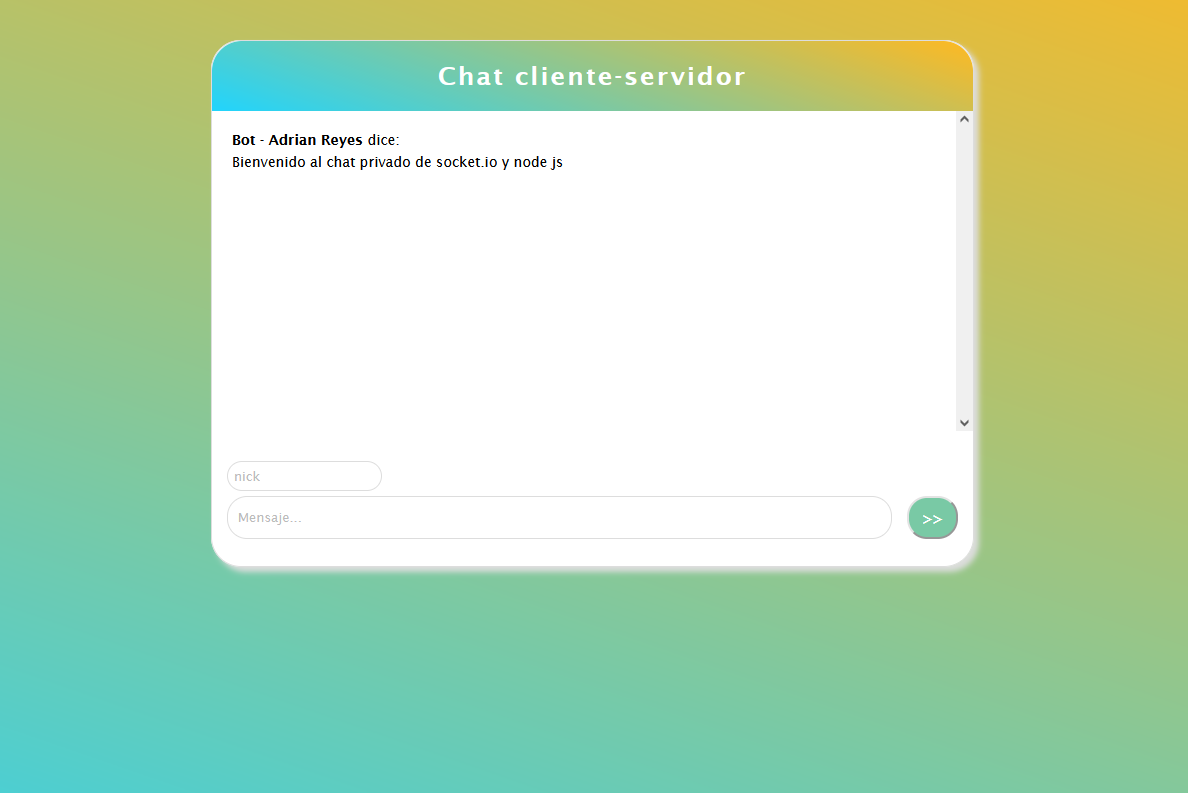 Chat cliente-servidor
Bot - Adrian Reyes dice:
Bienvenido al chat privado de socket.io y node js
nick
Mensaje...
>>